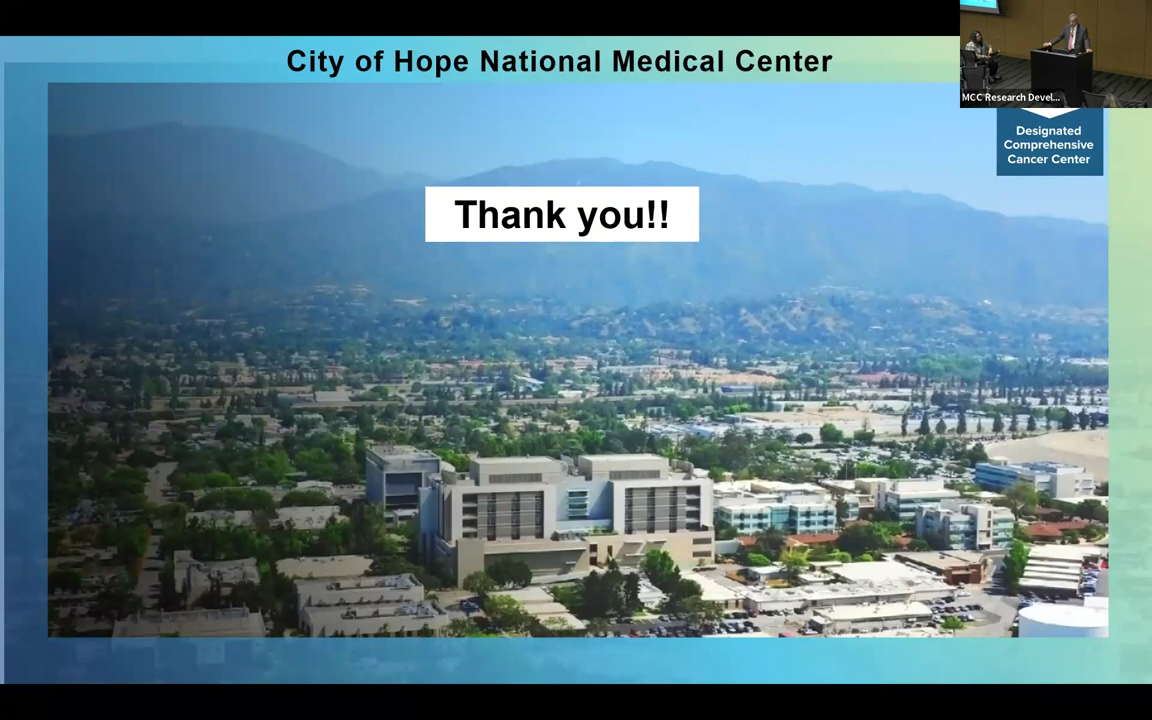 City of Hope National Medical Center
MCC Research Devel...
Designated
Comprehensive
Cancer Center
Thank you!!